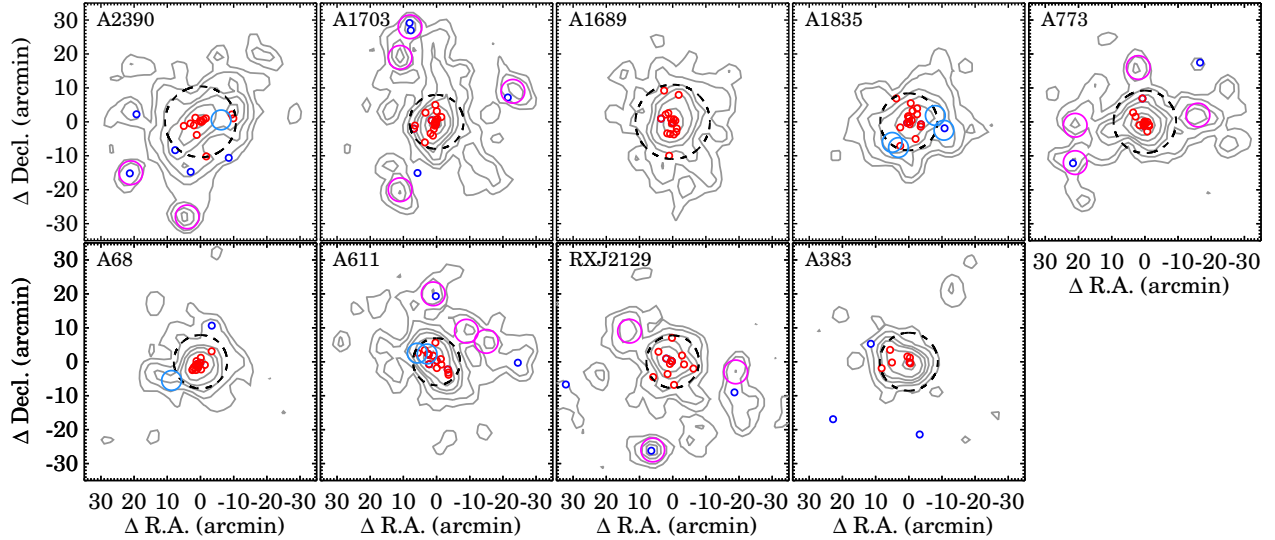 A2390 A1703 A1689 A1835 A773
30
20
10
0
-10
-20
-30
Δ Decl. (arcmin)
30 20 10 0 -10-20-30
Δ R.A. (arcmin)
A68 A611 RXJ2129 A383
30
20
10
0
-10
-20
-30
Δ Decl. (arcmin)
30 20 10 0 -10-20-30 30 20 10 0 -10-20-30 30 20 10 0 -10-20-30 30 20 10 0 -10-20-30
Δ R.A. (arcmin) Δ R.A. (arcmin) Δ R.A. (arcmin) Δ R.A. (arcmin)